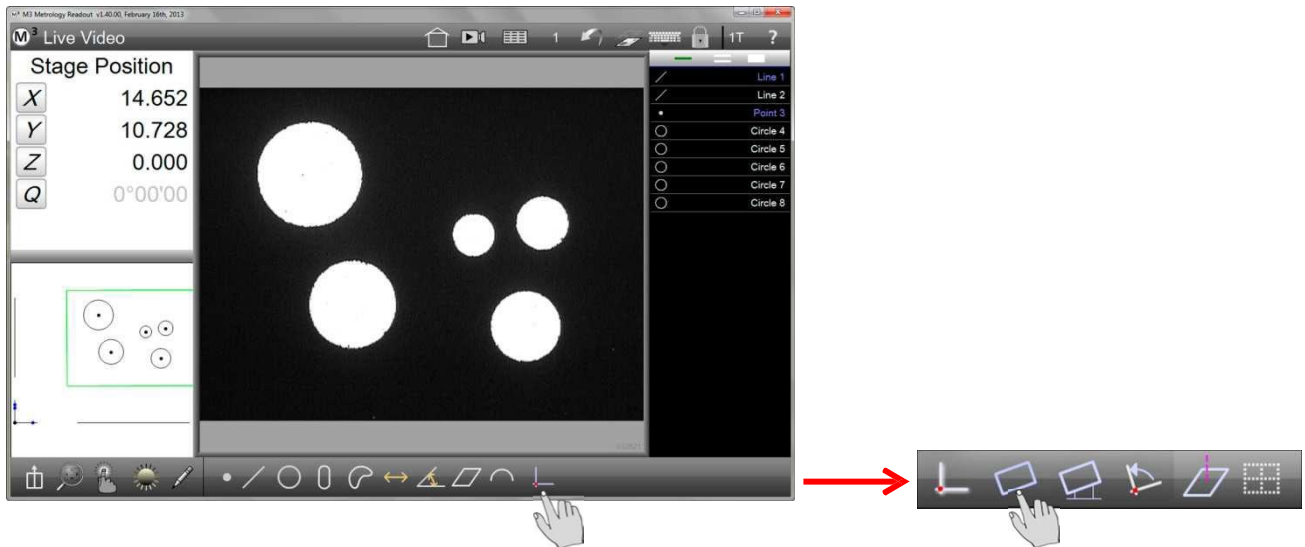 M³ M3 Metrology Readout v1.40.00, February 16th, 2013
M³ Live Video
1
1T ?
Stage Position
X 14.652
Y 10.728
Z 0.000
Q 0°00'00
Line 1
Line 2
Point 3
Circle 4
Circle 5
Circle 6
Circle 7
Circle 8